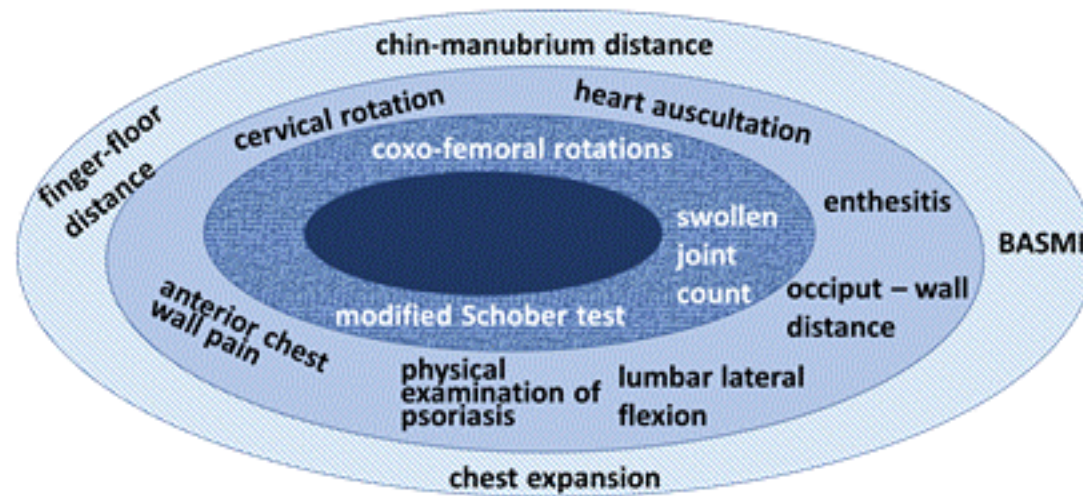 chin-manubrium distance
cervical rotation
heart auscultation
finger-floor
distance
coxo-femoral rotations
enthesitis
swollen
joint
count
BASMI
occiput – wall
distance
anterior chest
wall pain
modified Schober test
physical
examination of
psoriasis
lumbar lateral
flexion
chest expansion